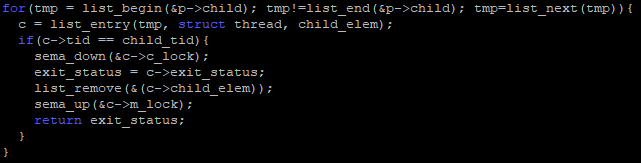 for(tmp = list_begin(&p->child); tmp!=list_end(&p->child); tmp=list_next(tmp)){
  c = list_entry(tmp, struct thread, child_elem);
  if(c->tid == child_tid){
    sema_down(&c->c_lock);
    exit_status = c->exit_status;
    list_remove(&(c->child_elem));
    sema_up(&c->m_lock);
    return exit_status;
  }
}